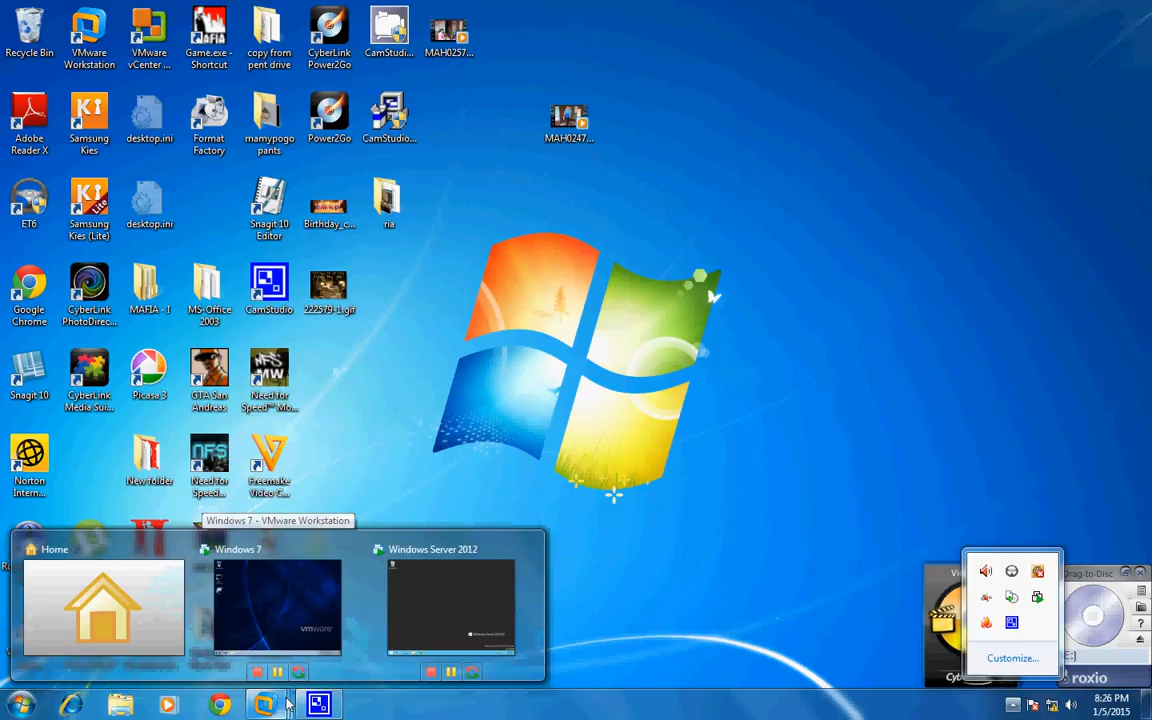 Recycle Bin
VMware
Workstation
VMware
vCenter ...
Game.exe -
Shortcut
copy from
pent drive
CyberLink
Power2Go
CamStudi...
MAH0257...
Adobe
Reader X
Samsung
Kies
desktop.ini
Format
Factory
mamypogo
pants
Power2Go
CamStudio...
MAH0247...
ET6
Samsung
Kies (Lite)
desktop.ini
Snagit 10
Editor
Birthday_c...
ria
Google
Chrome
CyberLink
PhotoDirec...
MAFIA - I
MS-Office
2003
CamStudio
222579-1.gif
Snagit 10
CyberLink
Media Sui...
Picasa 3
GTA San
Andreas
Need for
Speed™ Mo...
Norton
Intern...
New folder
Need for
Speed...
Freemake
Video C...
Windows 7 - VMware Workstation
Home
Windows 7
Windows Server 2012
vmware
Drag-to-Disc
Customize...
roxio
8:26 PM
1/5/2015